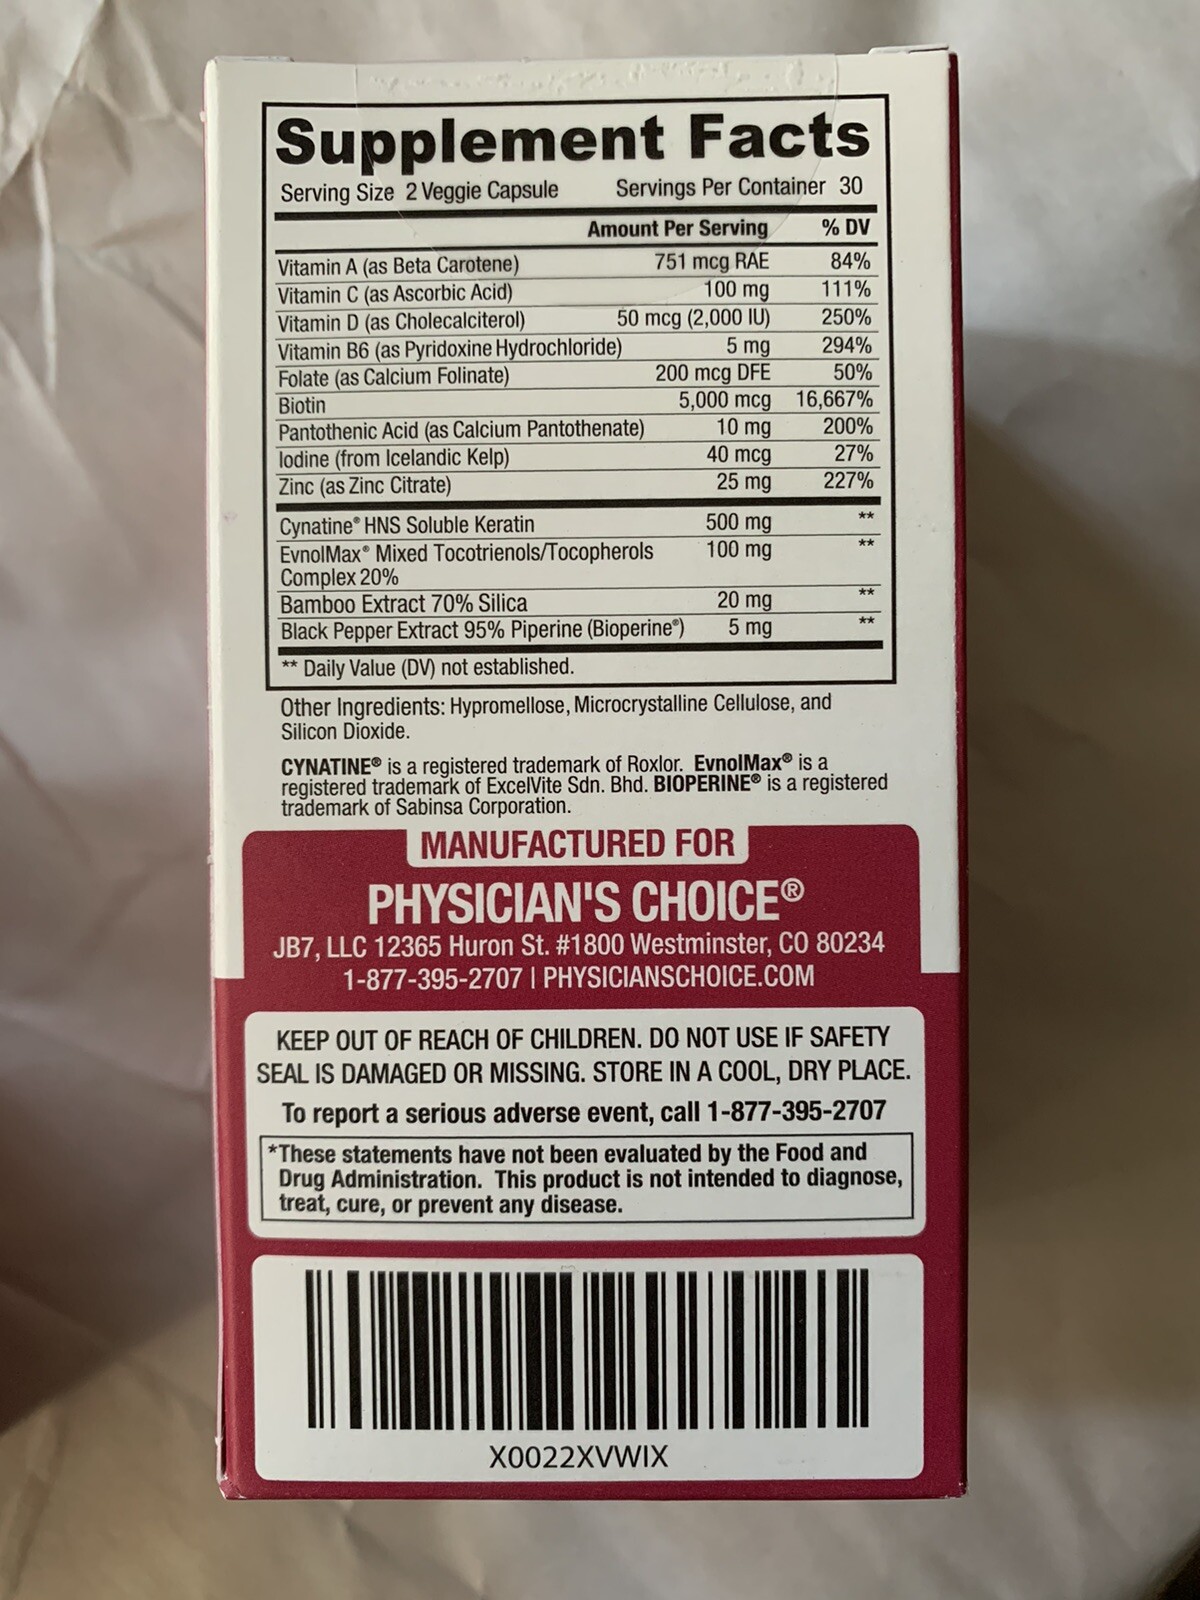 Supplement Facts
Serving Size 2 Veggie Capsule Servings Per Container 30
Amount Per Serving % DV
Vitamin A (as Beta Carotene) 751 mcg RAE 84%
Vitamin C (as Ascorbic Acid) 100 mg 111%
Vitamin D (as Cholecalciterol) 50 mcg (2,000 IU) 250%
Vitamin B6 (as Pyridoxine Hydrochloride) 5 mg 294%
Folate (as Calcium Folinate) 200 mcg DFE 50%
Biotin 5,000 mcg 16,667%
Pantothenic Acid (as Calcium Pantothenate) 10 mg 200%
Iodine (from Icelandic Kelp) 40 mcg 27%
Zinc (as Zinc Citrate) 25 mg 227%
Cynatine® HNS Soluble Keratin 500 mg **
EvnolMax® Mixed Tocotrienols/Tocopherols 100 mg **
Complex 20%
Bamboo Extract 70% Silica 20 mg **
Black Pepper Extract 95% Piperine (Bioperine®) 5 mg **
** Daily Value (DV) not established.
Other Ingredients: Hypromellose, Microcrystalline Cellulose, and
Silicon Dioxide.
CYNATINE® is a registered trademark of Roxlor. EvnolMax® is a
registered trademark of ExcelVite Sdn. Bhd. BIOPERINE® is a registered
trademark of Sabinsa Corporation.
MANUFACTURED FOR
PHYSICIAN'S CHOICE®
JB7, LLC 12365 Huron St. #1800 Westminster, CO 80234
1-877-395-2707 | PHYSICIANSCHOICE.COM
KEEP OUT OF REACH OF CHILDREN. DO NOT USE IF SAFETY
SEAL IS DAMAGED OR MISSING. STORE IN A COOL, DRY PLACE.
To report a serious adverse event, call 1-877-395-2707
*These statements have not been evaluated by the Food and
Drug Administration. This product is not intended to diagnose,
treat, cure, or prevent any disease.
X0022XVWIX